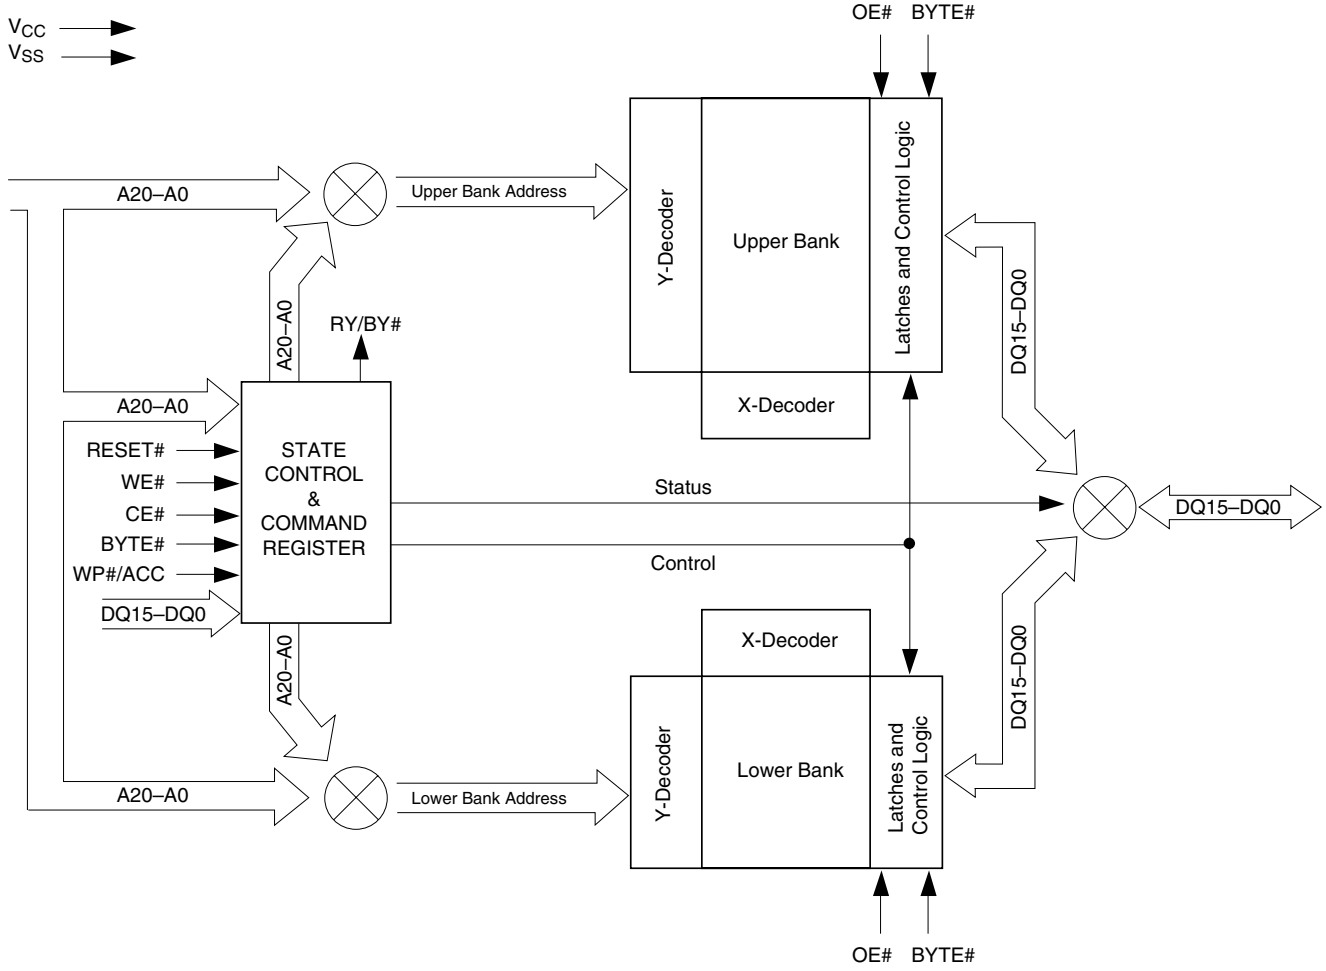 VCC
VSS
OE# BYTE#
A20–A0
Upper Bank Address
Y-Decoder
Upper Bank
Latches and Control Logic
A20–A0
RY/BY#
DQ15–DQ0
X-Decoder
A20–A0
RESET#
WE#
CE#
BYTE#
WP#/ACC
DQ15–DQ0
STATE
CONTROL
&
COMMAND
REGISTER
Status
Control
DQ15–DQ0
A20–A0
X-Decoder
DQ15–DQ0
A20–A0
Lower Bank Address
Y-Decoder
Lower Bank
Latches and
Control Logic
OE# BYTE#